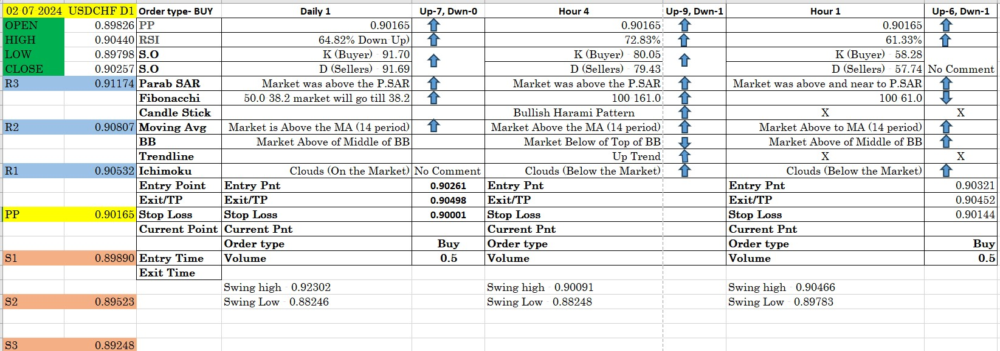 02 07 2024 USDCHF D1 Order type- BUY Daily 1 Up-7, Dwn-0 Hour 4 Up-9, Dwn-1 Hour 1 Up-6, Dwn-1
OPEN 0.89826 PP 0.90165 0.90165 0.90165
HIGH 0.90440 RSI 64.82% Down Up) 72.83% 61.33%
LOW 0.89798 S.O K (Buyer) - 91.70 K (Buyer) - 80.05 K (Buyer) - 58.28
CLOSE 0.90257 S.O D (Sellers) 91.69 D (Sellers) - 79.43 D (Sellers) 57.74 No Comment
R3 0.91174 Parab SAR Market was above the P.SAR Market was above the P.SAR Market was above and near to P.SAR
Fibonacchi 50.0 38.2 market will go till 38.2 100-161.0 100-61.0
Candle Stick Bullish Harami Pattern X X
R2 0.90807 Moving Avg Market is Above the MA (14 period) Market Above the MA (14 period) Market Above to MA (14 period)
BB Market Above of Middle of BB Market Below of Top of BB Market Above of Middle of BB
Trendline Up Trend X X
R1 0.90532 Ichimoku Clouds (On the Market) No Comment Clouds (Below the Market) Clouds (Below the Market)
Entry Point Entry Pnt 0.90261 Entry Pnt Entry Pnt 0.90321
Exit/TP Exit/TP 0.90498 Exit/TP Exit/TP 0.90452
PP 0.90165 Stop Loss Stop Loss 0.90001 Stop Loss Stop Loss 0.90144
Current Point Current Pnt Current Pnt Current Pnt
Order type Buy Order type Order type Buy
S1 0.89890 Entry Time Volume 0.5 Volume Volume 0.5
Exit Time
Swing high - 0.92302 Swing high - 0.90091 Swing high - 0.90466
S2 0.89523 Swing Low - 0.88246 Swing Low - 0.88248 Swing Low - 0.89783
S3 0.89248